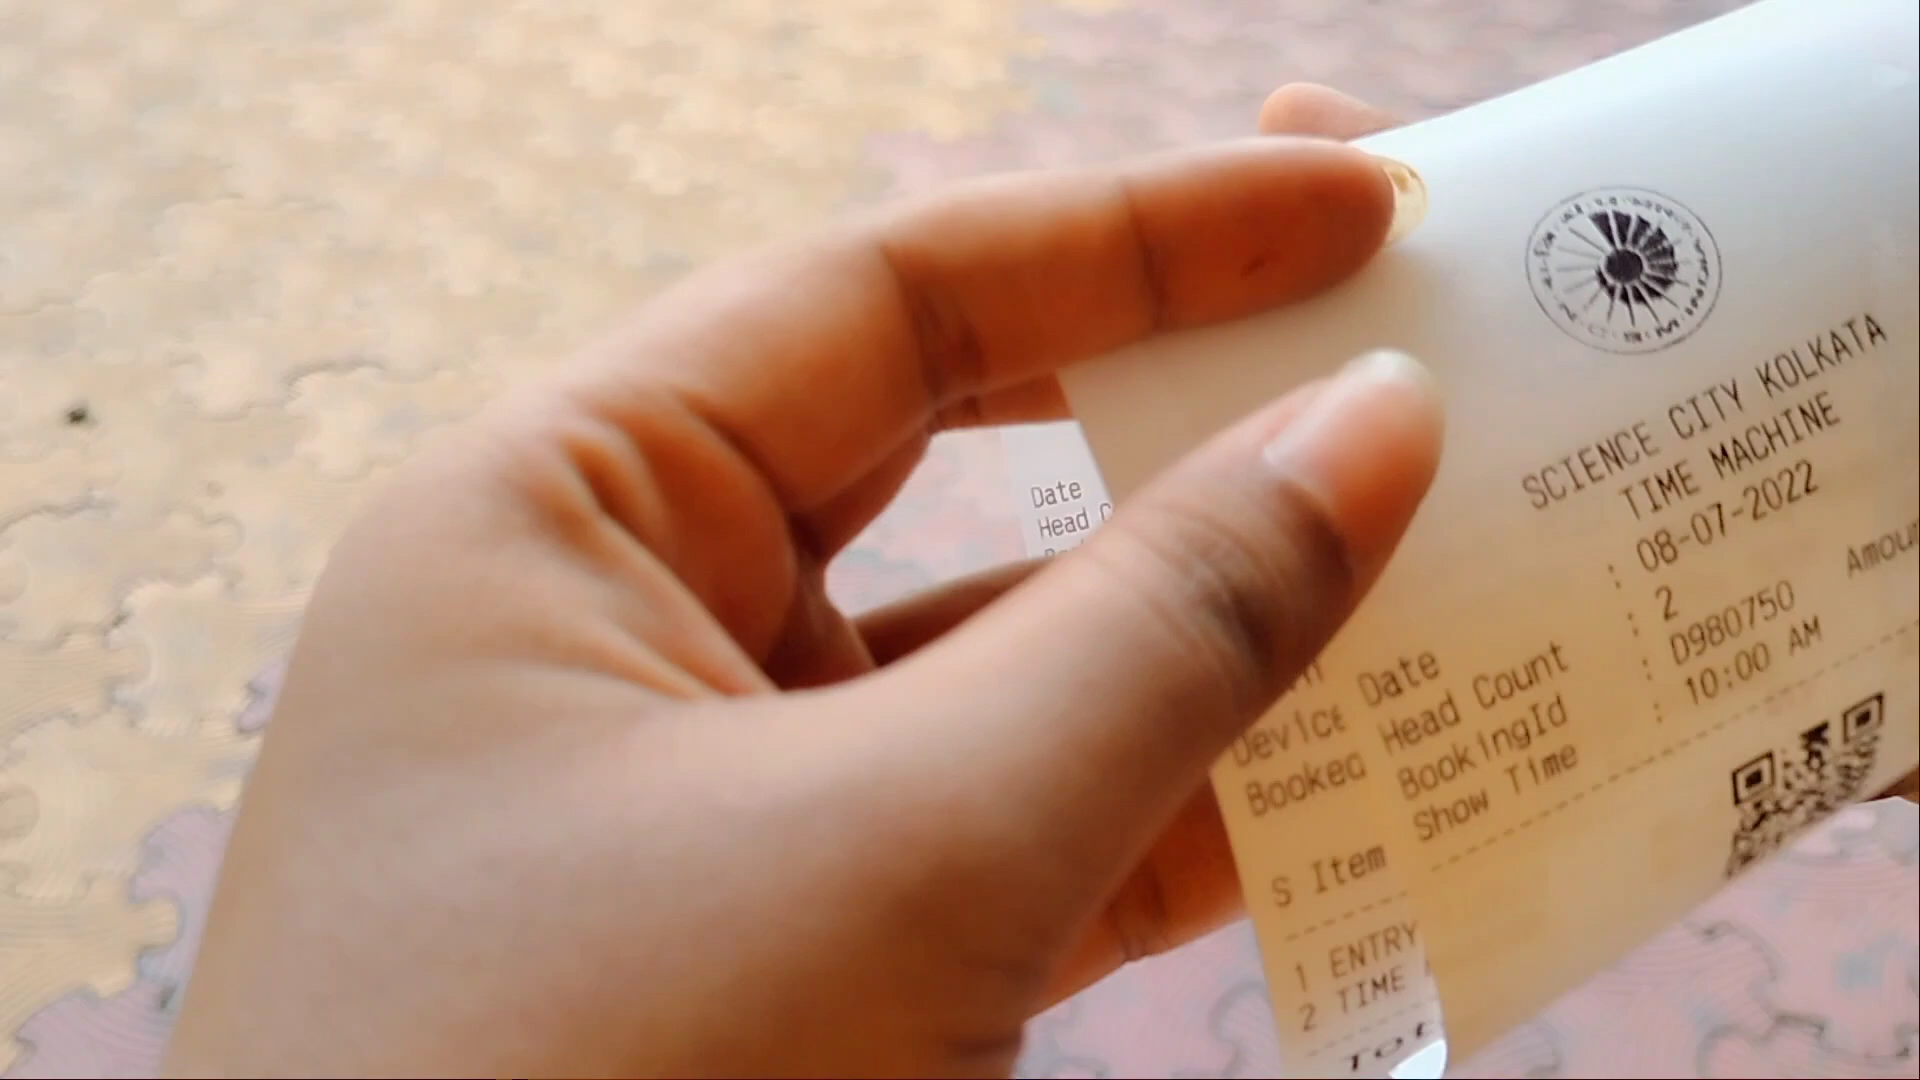 SCIENCE CITY KOLKATA
TIME MACHINE
Date : 08-07-2022
Head Count : 2
BookingId : D980750
Show Time : 10:00 AM
Date
Head
Device
Booked
S Item
1 ENTRY
2 TIME